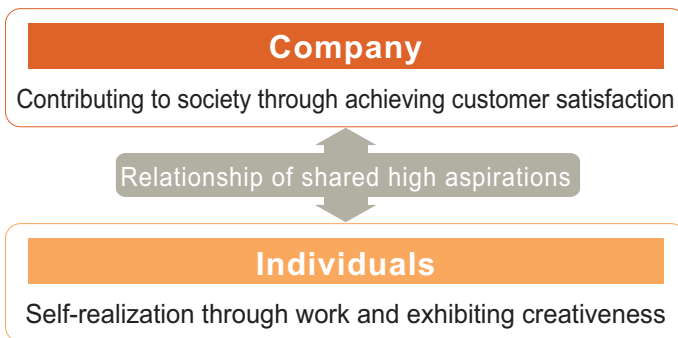 Company
Contributing to society through achieving customer satisfaction
Relationship of shared high aspirations
Individuals
Self-realization through work and exhibiting creativeness